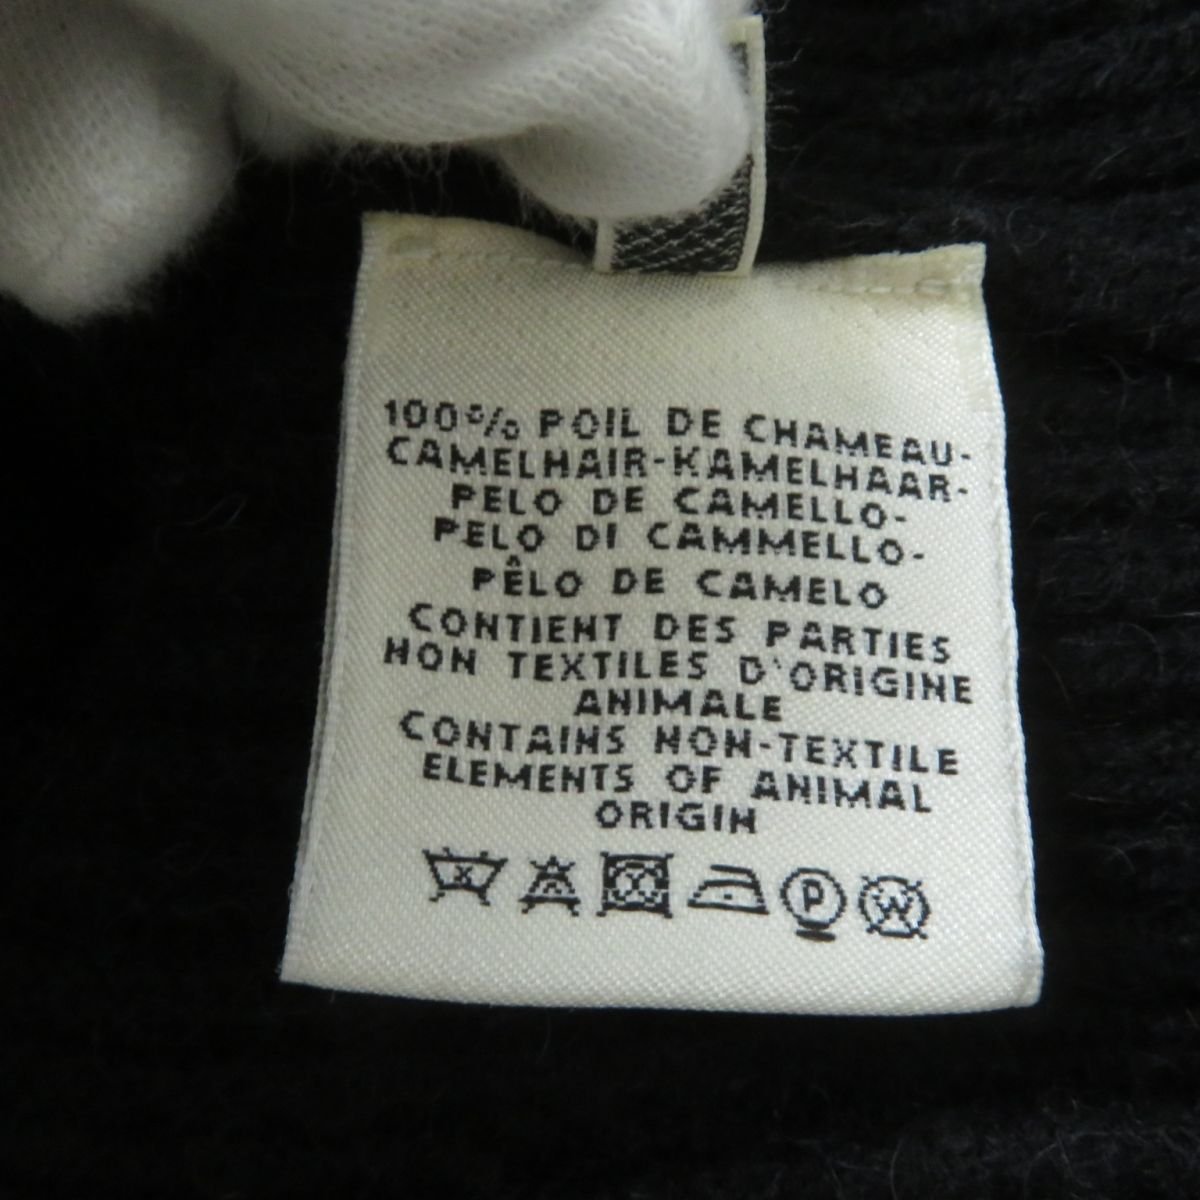 100% POIL DE CHAMEAU-
CAMELHAIR-KAMELHAAR-
PELO DE CAMELLO-
PELO DI CAMMELLO-
PÊLO DE CAMELO
CONTIENT DES PARTIES
NON TEXTILES D'ORIGINE
ANIMALE
CONTAINS NON-TEXTILE
ELEMENTS OF ANIMAL
ORIGIN
P W